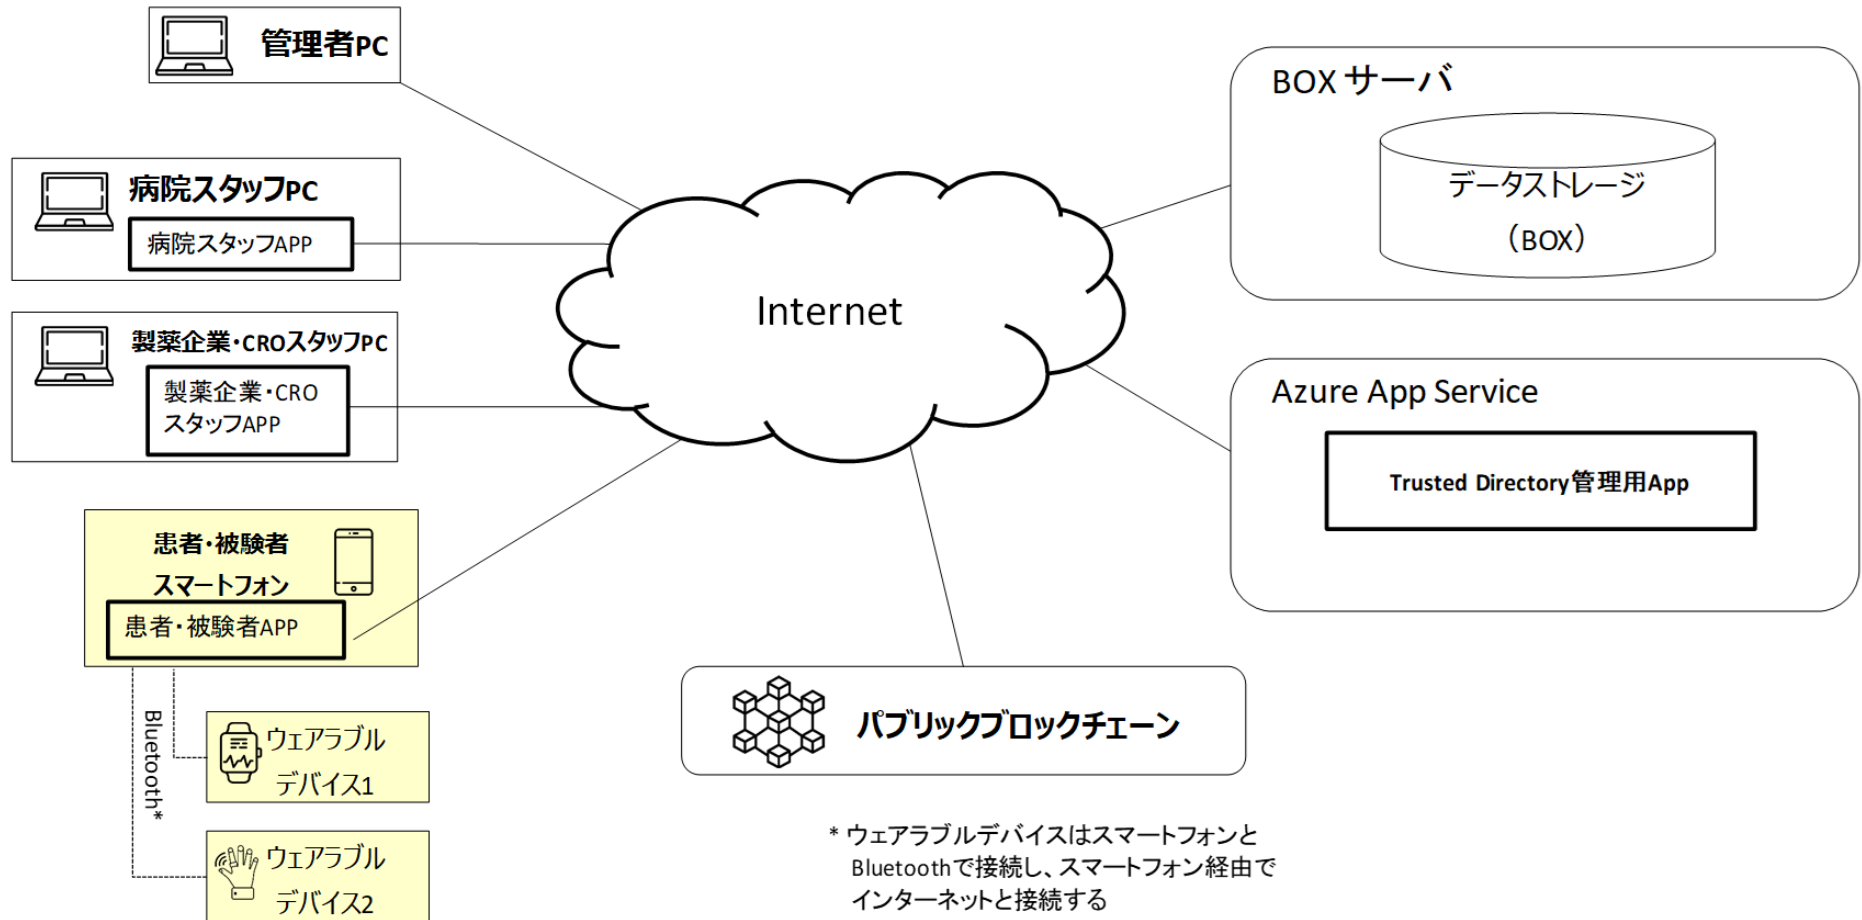 管理者PC
病院スタッフPC
病院スタッフAPP
製薬企業・CROスタッフPC
製薬企業・CRO
スタッフAPP
患者・被験者
スマートフォン
患者・被験者APP
Bluetooth*
ウェアラブル
デバイス1
ウェアラブル
デバイス2
Internet
BOX サーバ
データストレージ
（BOX）
Azure App Service
Trusted Directory管理用App
パブリックブロックチェーン
* ウェアラブルデバイスはスマートフォンと
Bluetoothで接続し、スマートフォン経由で
インターネットと接続する